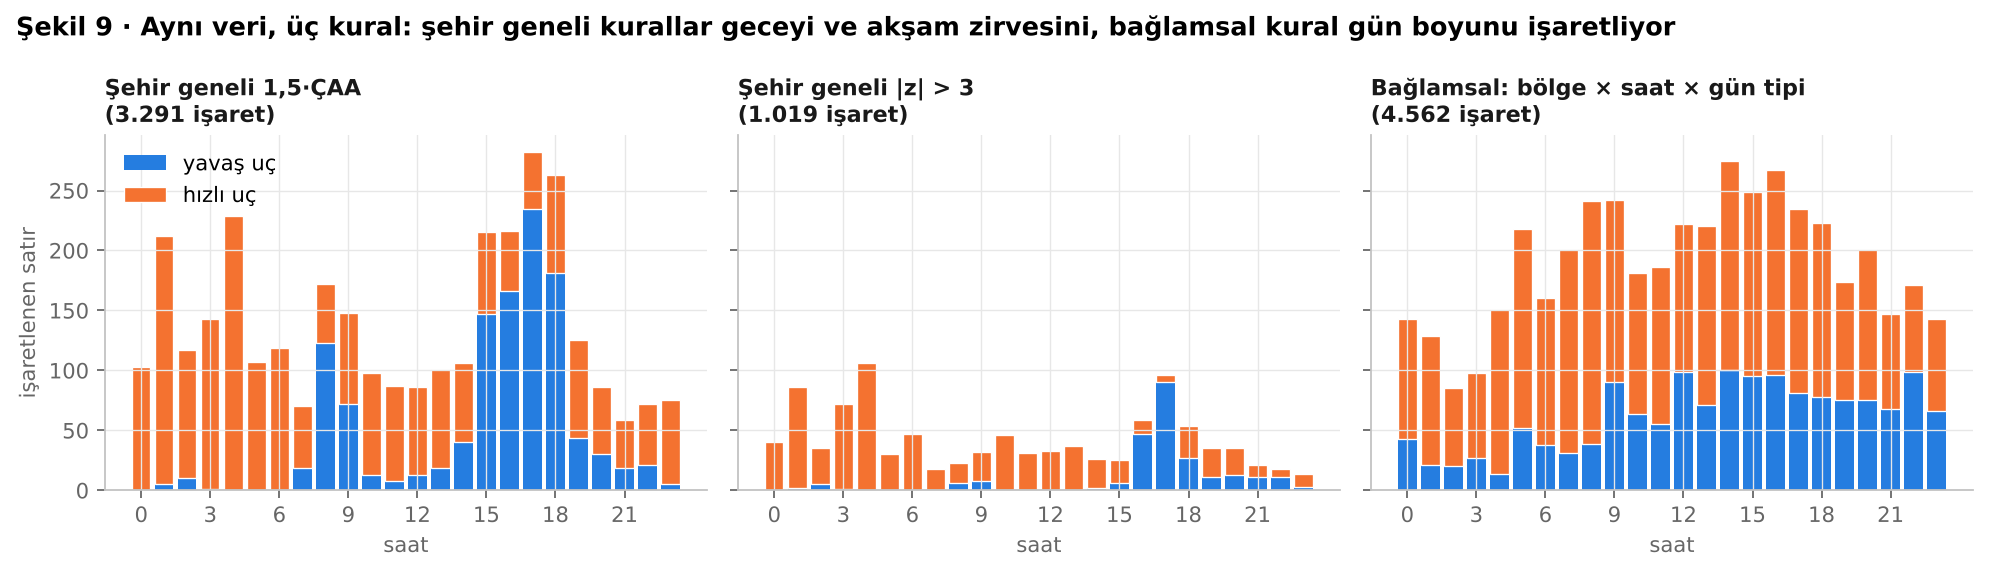 Şekil 9 · Aynı veri, üç kural: şehir geneli kurallar geceyi ve akşam zirvesini, bağlamsal kural gün boyunu işaretliyor
Şehir geneli 1,5·ÇAA
(3.291 işaret)
yavaş uç
hızlı uç
işaretlenen satır
250
200
150
100
50
0
0 3 6 9 12 15 18 21
saat
Şehir geneli |z| > 3
(1.019 işaret)
0 3 6 9 12 15 18 21
saat
Bağlamsal: bölge × saat × gün tipi
(4.562 işaret)
0 3 6 9 12 15 18 21
saat